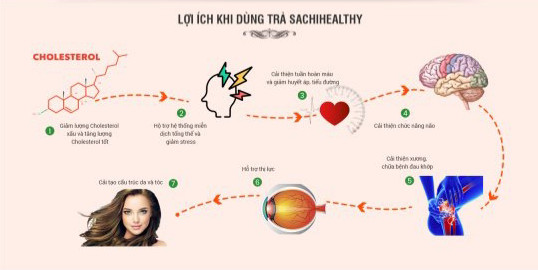 LỢI ÍCH KHI DÙNG TRÀ SACHIHEALTHY
CHOLESTEROL
1
Giảm lượng Cholesterol
xấu và tăng lượng
Cholesterol tốt
2
Hỗ trợ hệ thống miễn
dịch tổng thể và
giảm stress
Cải thiện tuần hoàn máu
và giảm huyết áp, tiểu đường
3
4
Cải thiện chức năng não
Cải thiện xương,
chữa bệnh đau khớp
5
Hỗ trợ thị lực
6
Cải tạo cấu trúc da và tóc
7